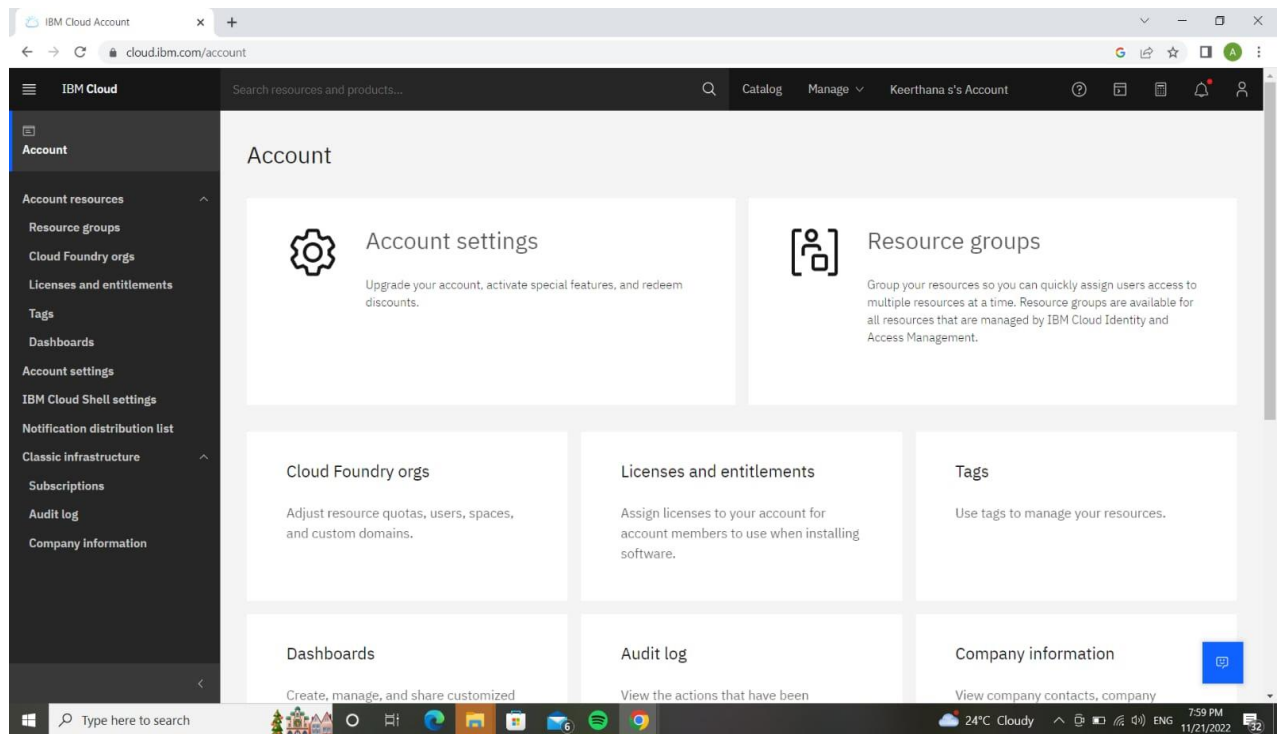 IBM Cloud Account
cloud.ibm.com/account
G
A
IBM Cloud
Search resources and products...
Catalog
Manage
Keerthana s's Account
Account
Account resources
Resource groups
Cloud Foundry orgs
Licenses and entitlements
Tags
Dashboards
Account settings
IBM Cloud Shell settings
Notification distribution list
Classic infrastructure
Subscriptions
Audit log
Company information
Account
Account settings
Upgrade your account, activate special features, and redeem
discounts.
Resource groups
Group your resources so you can quickly assign users access to
multiple resources at a time. Resource groups are available for
all resources that are managed by IBM Cloud Identity and
Access Management.
Cloud Foundry orgs
Adjust resource quotas, users, spaces,
and custom domains.
Licenses and entitlements
Assign licenses to your account for
account members to use when installing
software.
Tags
Use tags to manage your resources.
Dashboards
Create, manage, and share customized
Audit log
View the actions that have been
Company information
View company contacts, company
Type here to search
6
24°C Cloudy
ENG
7:59 PM
11/21/2022
32